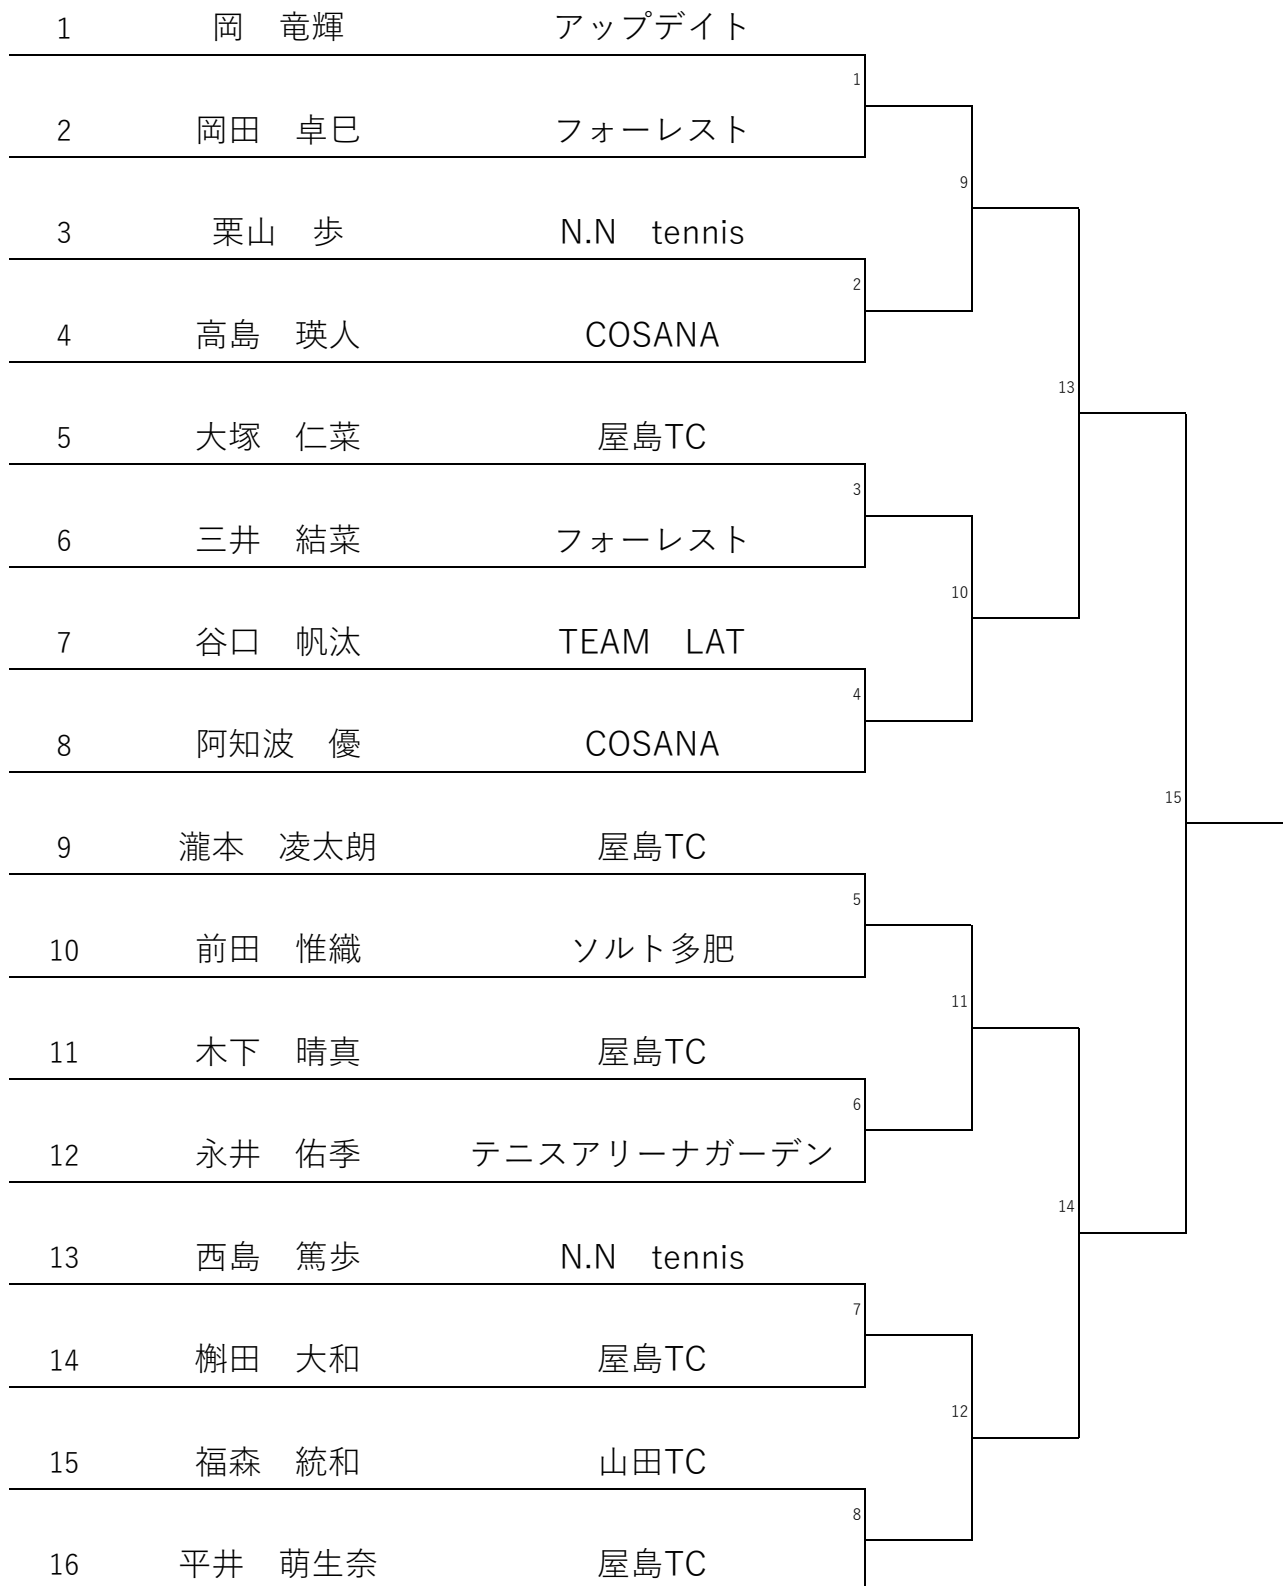 1 岡　竜輝 アップデイト
1
2 岡田　卓巳 フォーレスト
9
3 栗山　歩 N.N　tennis
2
4 高島　瑛人 COSANA
13
5 大塚　仁菜 屋島TC
3
6 三井　結菜 フォーレスト
10
7 谷口　帆汰 TEAM　LAT
4
8 阿知波　優 COSANA
15
9 瀧本　凌太朗 屋島TC
5
10 前田　惟織 ソルト多肥
11
11 木下　晴真 屋島TC
6
12 永井　佑季 テニスアリーナガーデン
14
13 西島　篤歩 N.N　tennis
7
14 槲田　大和 屋島TC
12
15 福森　統和 山田TC
8
16 平井　萌生奈 屋島TC